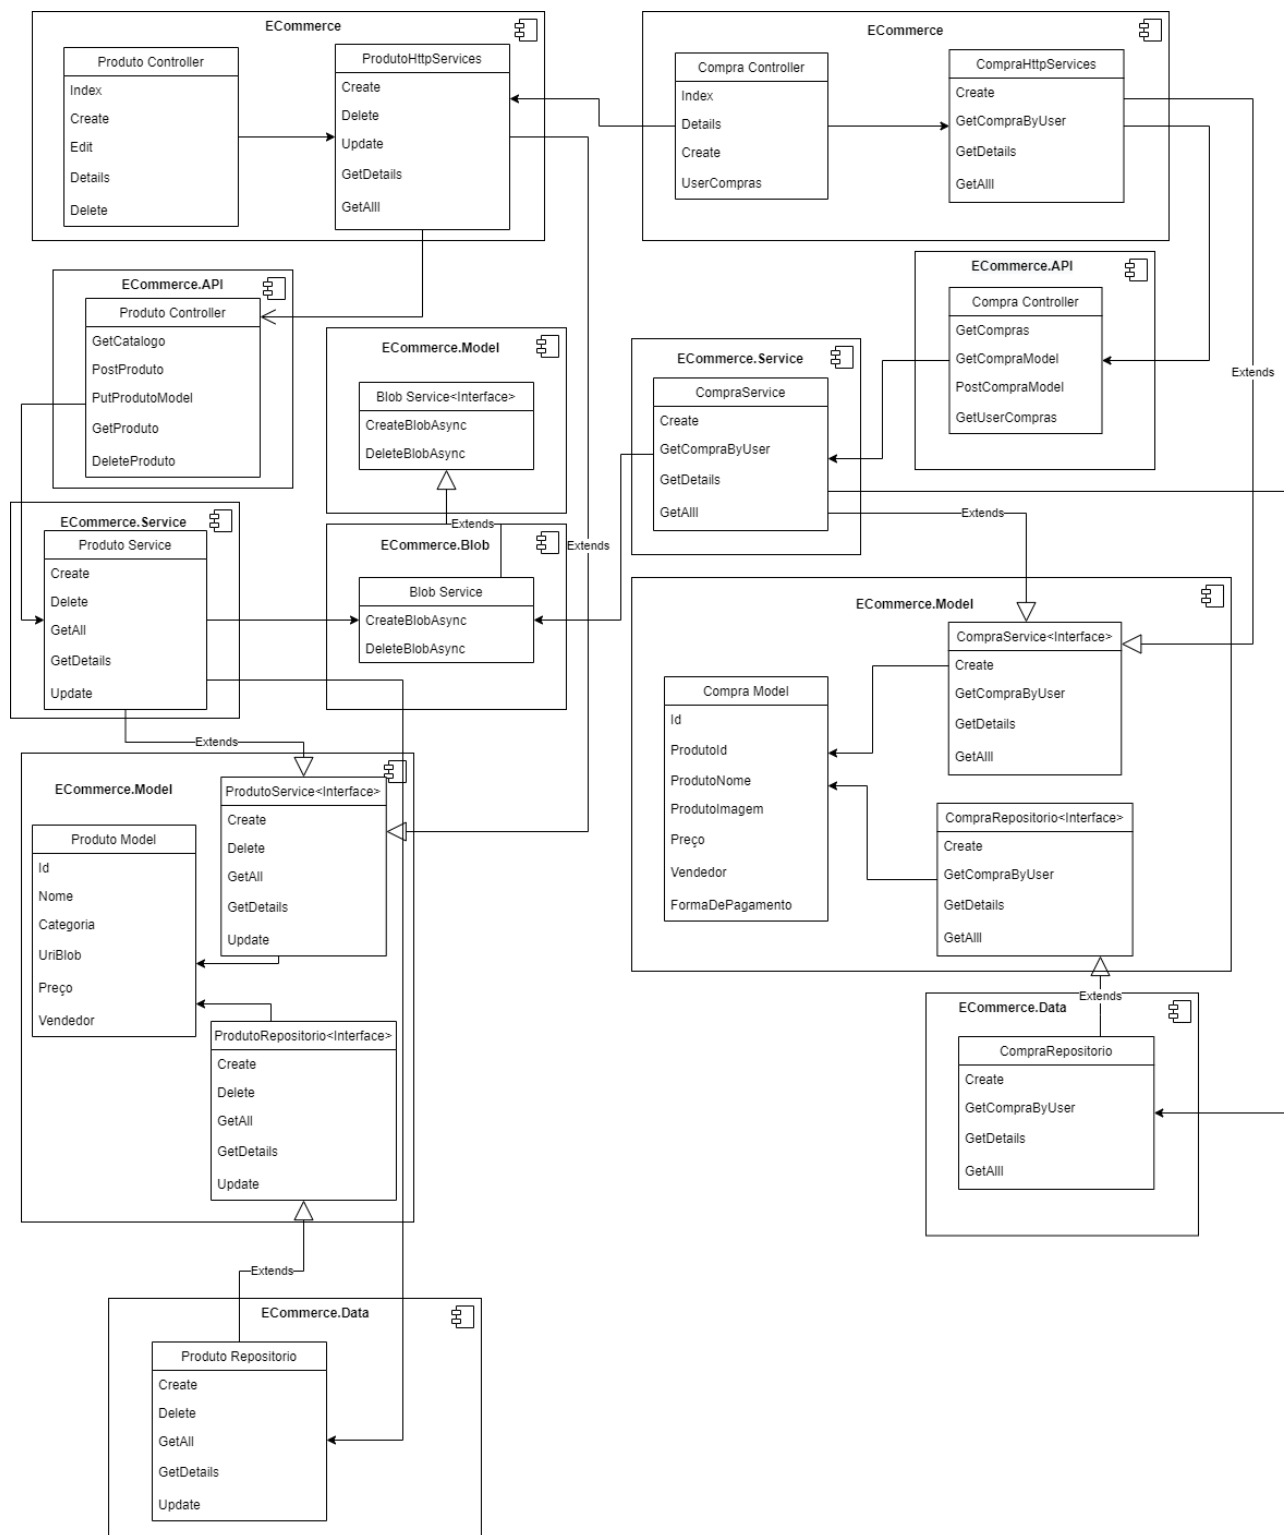 ECommerce
Produto Controller
Index
Create
Edit
Details
Delete
ProdutoHttpServices
Create
Delete
Update
GetDetails
GetAlll
ECommerce
Compra Controller
Index
Details
Create
UserCompras
CompraHttpServices
Create
GetCompraByUser
GetDetails
GetAlll
Extends
ECommerce.API
Produto Controller
GetCatalogo
PostProduto
PutProdutoModel
GetProduto
DeleteProduto
ECommerce.Model
Blob Service<Interface>
CreateBlobAsync
DeleteBlobAsync
Extends
ECommerce.Service
CompraService
Create
GetCompraByUser
GetDetails
GetAlll
Extends
ECommerce.API
Compra Controller
GetCompras
GetCompraModel
PostCompraModel
GetUserCompras
ECommerce.Service
Produto Service
Create
Delete
GetAll
GetDetails
Update
Extends
ECommerce.Blob
Blob Service
CreateBlobAsync
DeleteBlobAsync
Extends
ECommerce.Model
CompraService<Interface>
Create
GetCompraByUser
GetDetails
GetAlll
Compra Model
Id
ProdutoId
ProdutoNome
ProdutoImagem
Preço
Vendedor
FormaDePagamento
CompraRepositorio<Interface>
Create
GetCompraByUser
GetDetails
GetAlll
Extends
ECommerce.Model
ProdutoService<Interface>
Create
Delete
GetAll
GetDetails
Update
Produto Model
Id
Nome
Categoria
UriBlob
Preço
Vendedor
ProdutoRepositorio<Interface>
Create
Delete
GetAll
GetDetails
Update
Extends
ECommerce.Data
CompraRepositorio
Create
GetCompraByUser
GetDetails
GetAlll
ECommerce.Data
Produto Repositorio
Create
Delete
GetAll
GetDetails
Update